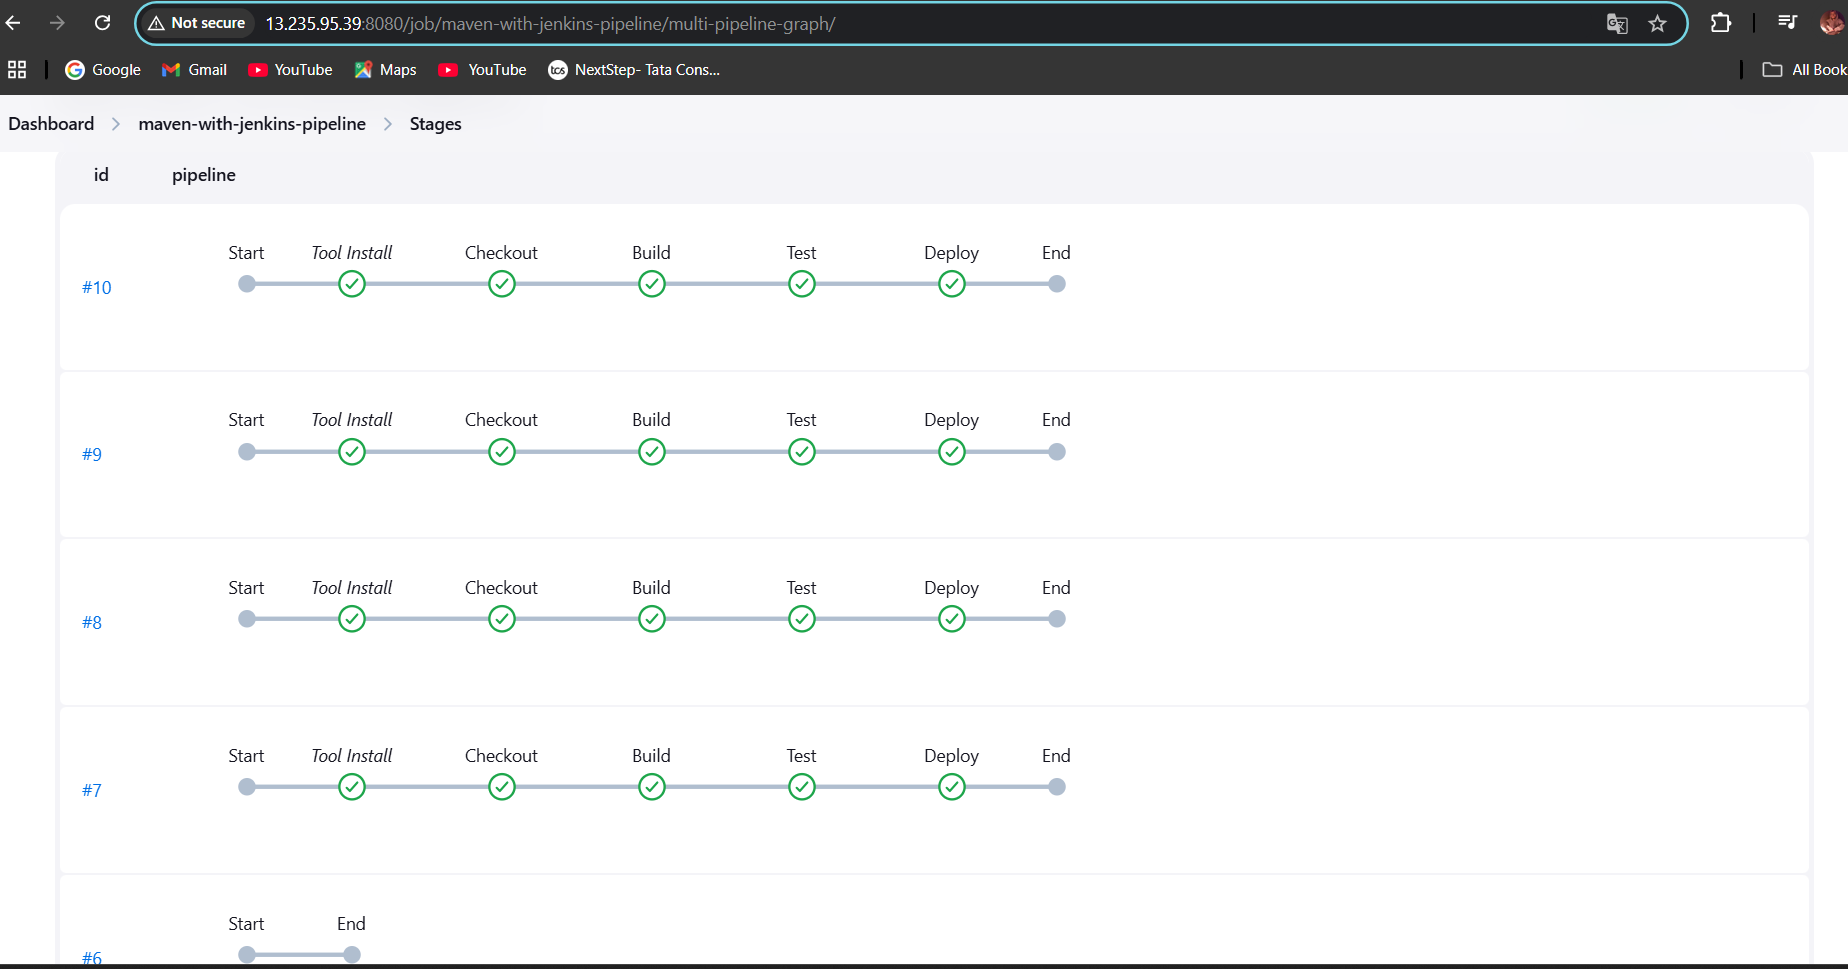 Not secure 13.235.95.39:8080/job/maven-with-jenkins-pipeline/multi-pipeline-graph/
Google Gmail YouTube Maps YouTube tcs NextStep- Tata Cons... All Book
Dashboard maven-with-jenkins-pipeline Stages
id pipeline
Start Tool Install Checkout Build Test Deploy End
#10
Start Tool Install Checkout Build Test Deploy End
#9
Start Tool Install Checkout Build Test Deploy End
#8
Start Tool Install Checkout Build Test Deploy End
#7
Start End
#6